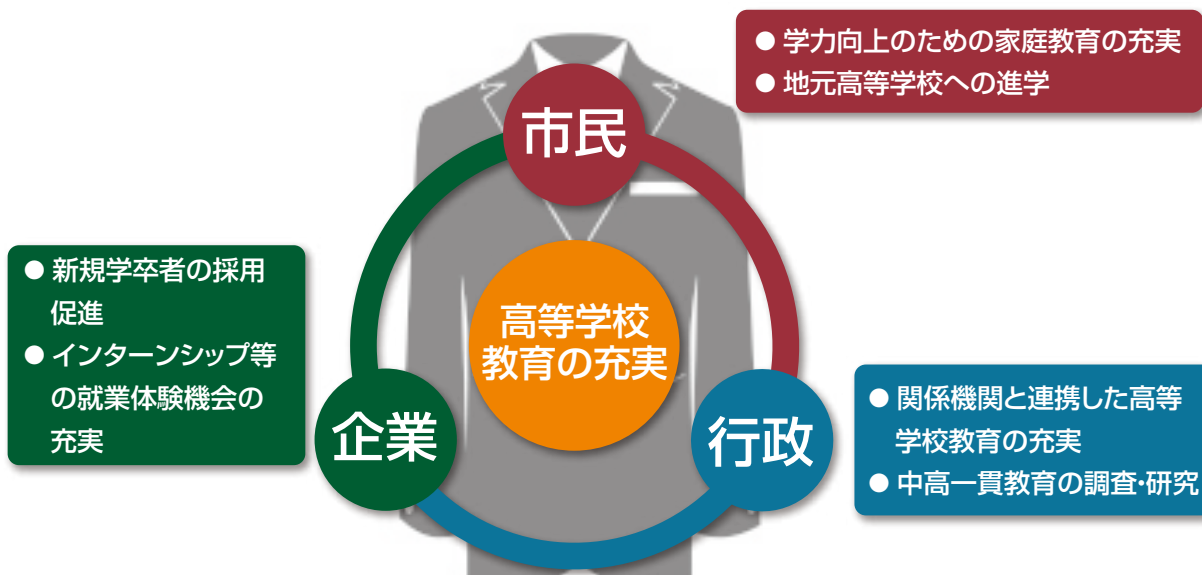 ● 学力向上のための家庭教育の充実
● 地元高等学校への進学
市民
● 新規学卒者の採用
促進
● インターンシップ等
の就業体験機会の
充実
高等学校
教育の充実
企業
行政
● 関係機関と連携した高等
学校教育の充実
● 中高一貫教育の調査・研究